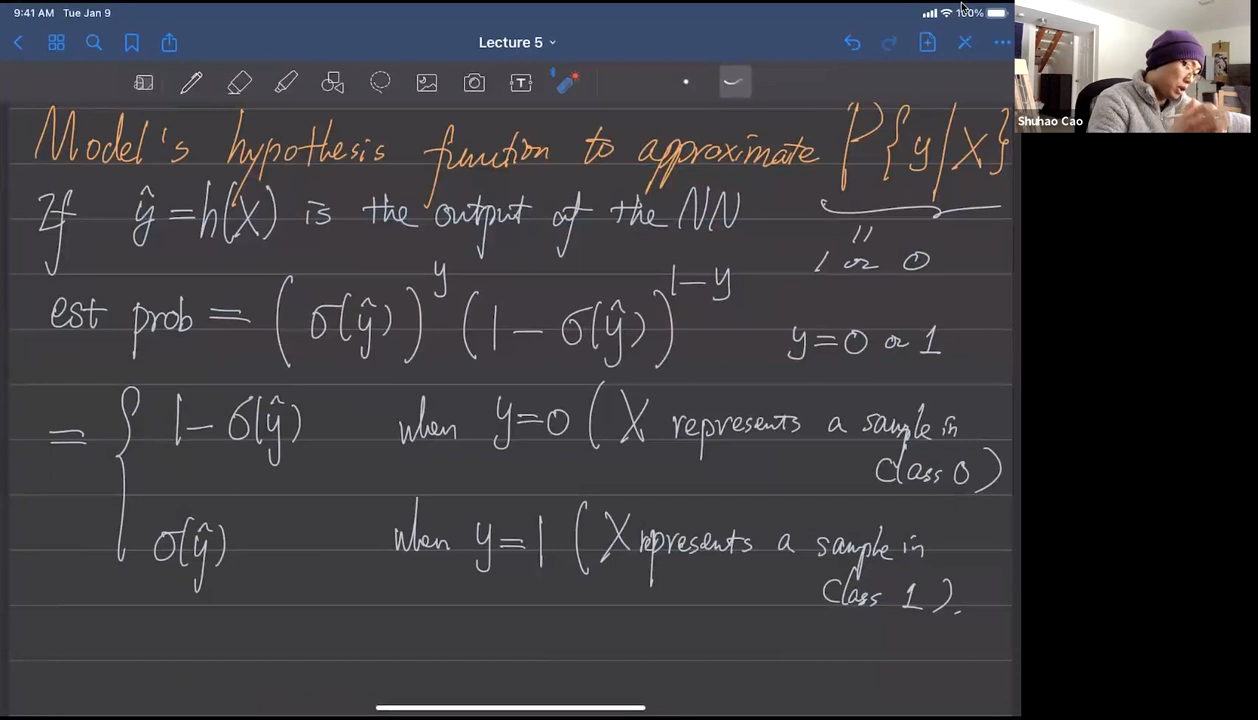 9:41 AM Tue Jan 9
100%
Lecture 5
T
Shuhao Cao
Model's hypothesis function to approximate P{y|X}
If ŷ = h(X) is the output of the NN
"
1 or 0
est prob = (σ(ŷ))^y (1 - σ(ŷ))^{1-y}
y = 0 or 1
= { 1 - σ(ŷ) when y = 0 (X represents a sample in
Class 0)
σ(ŷ) when y = 1 (X represents a sample in
Class 1).